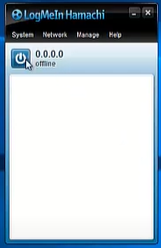 LogMeIn Hamachi
System Network Manage Help
0.0.0.0
offline